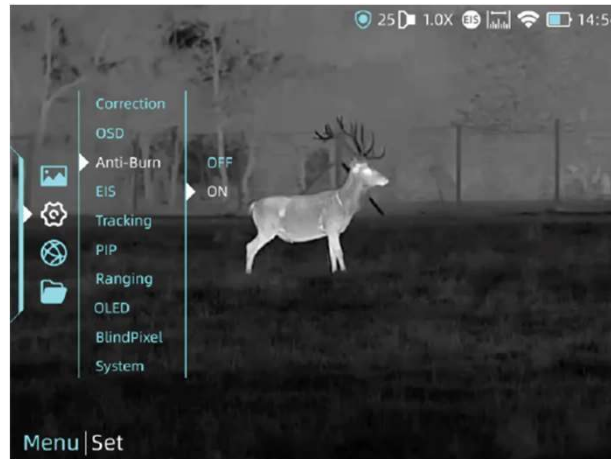 25 1.0X EIS 14:5
Correction
OSD
Anti-Burn
OFF
EIS
ON
Tracking
PIP
Ranging
OLED
BlindPixel
System
Menu|Set